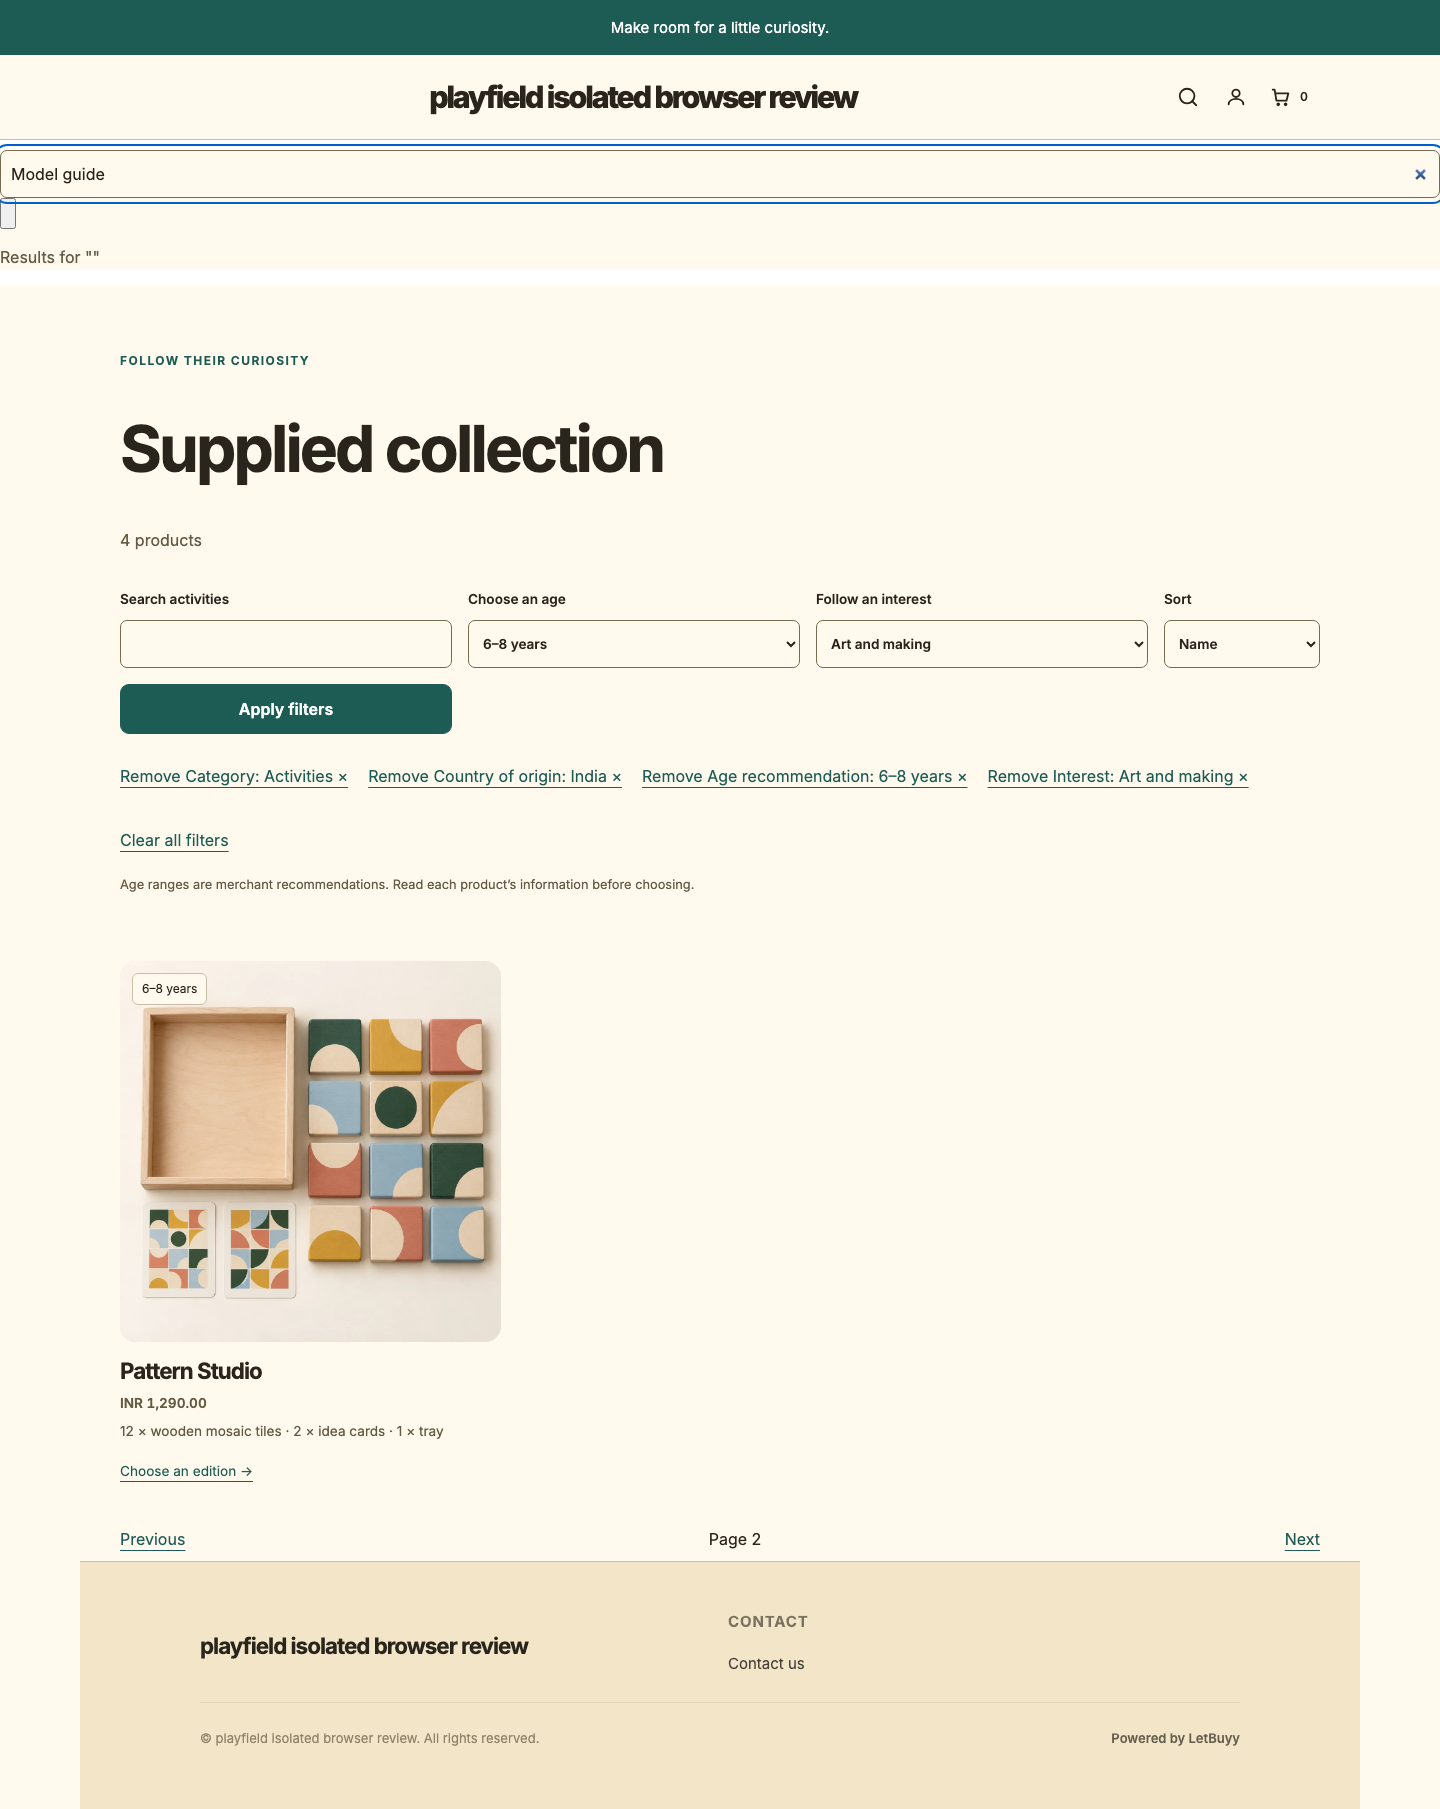 Make room for a little curiosity.
playfield isolated browser review
0
Model guide
Results for ""
FOLLOW THEIR CURIOSITY
Supplied collection
4 products
Search activities
Choose an age
Follow an interest
Sort
6–8 years
Art and making
Name
Apply filters
Remove Category: Activities ×
Remove Country of origin: India ×
Remove Age recommendation: 6–8 years ×
Remove Interest: Art and making ×
Clear all filters
Age ranges are merchant recommendations. Read each product’s information before choosing.
6–8 years
Pattern Studio
INR 1,290.00
12 × wooden mosaic tiles · 2 × idea cards · 1 × tray
Choose an edition →
Previous
Page 2
Next
playfield isolated browser review
CONTACT
Contact us
© playfield isolated browser review. All rights reserved.
Powered by LetBuyy